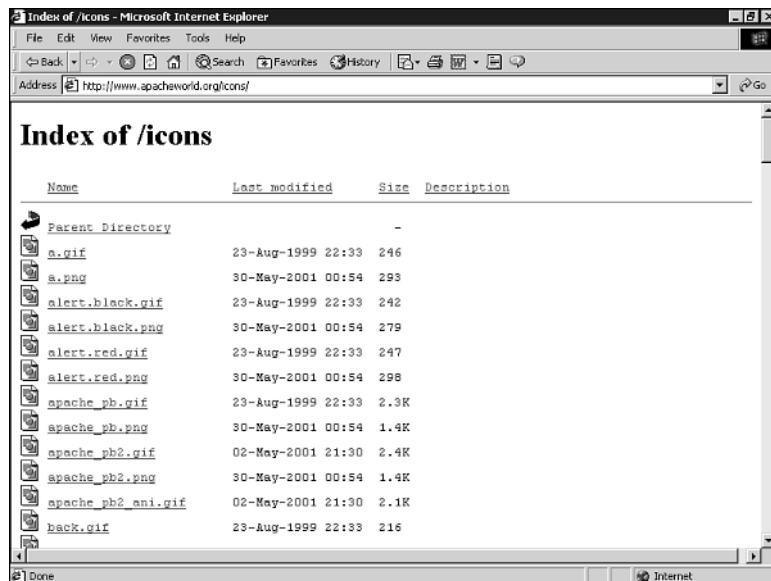 Index of /icons - Microsoft Internet Explorer
File Edit View Favorites Tools Help
Back Search Favorites History
Address http://www.apacheworld.org/icons/ Go
Index of /icons
Name Last modified Size Description
Parent Directory -
a.gif 23-Aug-1999 22:33 246
a.png 30-May-2001 00:54 293
alert.black.gif 23-Aug-1999 22:33 242
alert.black.png 30-May-2001 00:54 279
alert.red.gif 23-Aug-1999 22:33 247
alert.red.png 30-May-2001 00:54 298
apache_pb.gif 23-Aug-1999 22:33 2.3K
apache_pb.png 30-May-2001 00:54 1.4K
apache_pb2.gif 02-May-2001 21:30 2.4K
apache_pb2.png 30-May-2001 00:54 1.4K
apache_pb2_ani.gif 02-May-2001 21:30 2.1K
back.gif 23-Aug-1999 22:33 216
Done Internet